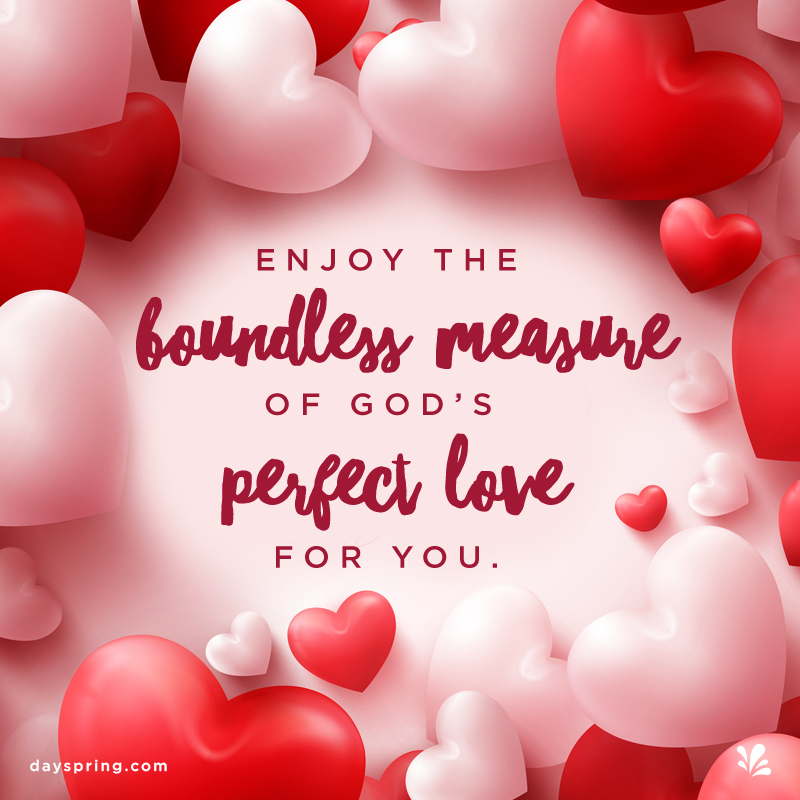 ENJOY THE
boundless measure
OF GOD'S
perfect love
FOR YOU.
dayspring.com